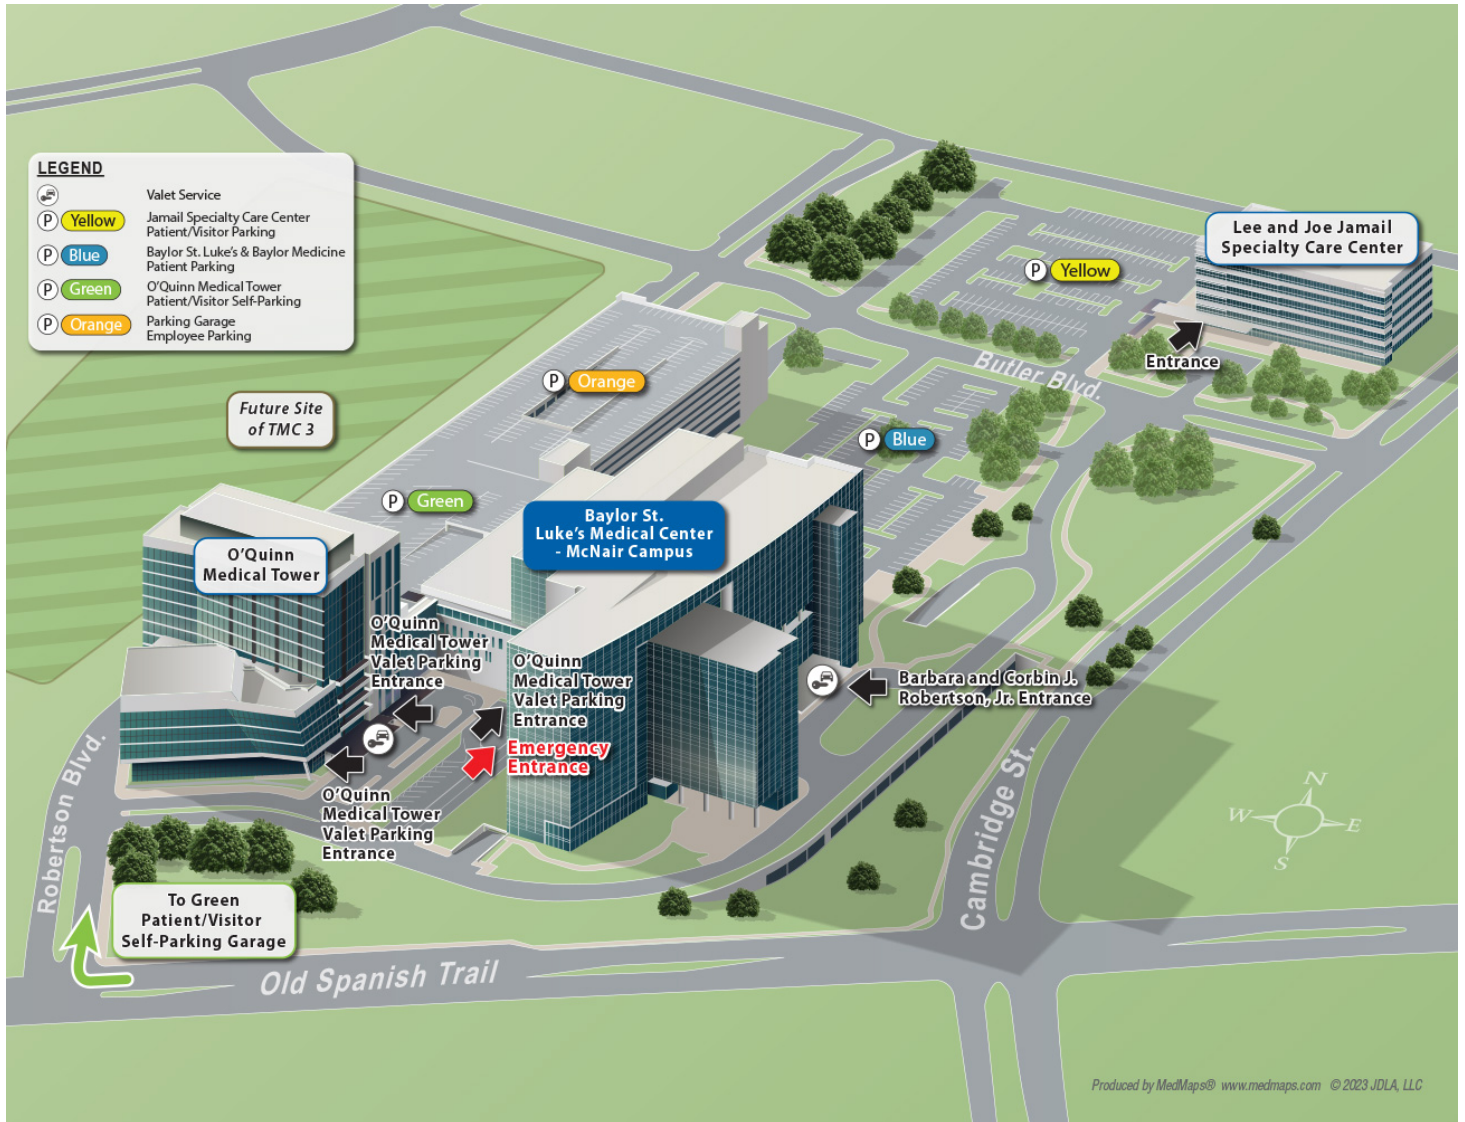 LEGEND
Valet Service
P Yellow
Jamail Specialty Care Center
Patient/Visitor Parking
P Blue
Baylor St. Luke's & Baylor Medicine
Patient Parking
P Green
O'Quinn Medical Tower
Patient/Visitor Self-Parking
P Orange
Parking Garage
Employee Parking
Lee and Joe Jamail
Specialty Care Center
P Yellow
Entrance
Butler Blvd.
P Orange
Future Site
of TMC 3
P Blue
P Green
Baylor St.
Luke's Medical Center
- McNair Campus
O'Quinn
Medical Tower
O'Quinn
Medical Tower
Valet Parking
Entrance
O'Quinn
Medical Tower
Valet Parking
Entrance
Emergency
Entrance
Barbara and Corbin J.
Robertson, Jr. Entrance
O'Quinn
Medical Tower
Valet Parking
Entrance
Robertson Blvd.
Cambridge St.
N
W
E
S
To Green
Patient/Visitor
Self-Parking Garage
Old Spanish Trail
Produced by MedMaps® www.medmaps.com © 2023 JDLA, LLC